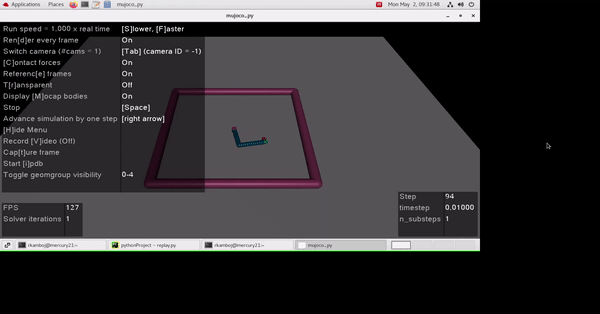 Applications Places mujoco_py Mon May 2, 09:31:48
mujoco_py
Run speed = 1.000 x real time [S]lower, [F]aster
Ren[d]er every frame On
Switch camera (#cams = 1) [Tab] (camera ID = -1)
[C]ontact forces On
Referenc[e] frames On
T[r]ansparent Off
Display [M]ocap bodies On
Stop [Space]
Advance simulation by one step [right arrow]
[H]ide Menu
Record [V]ideo (Off)
Cap[t]ure frame
Start [i]pdb
Toggle geomgroup visibility 0-4
FPS 127
Solver iterations 1
Step 94
timestep 0.01000
n_substeps 1
rkamboj@mercury21:~ pythonProject – replay.py rkamboj@mercury21:~ mujoco_py